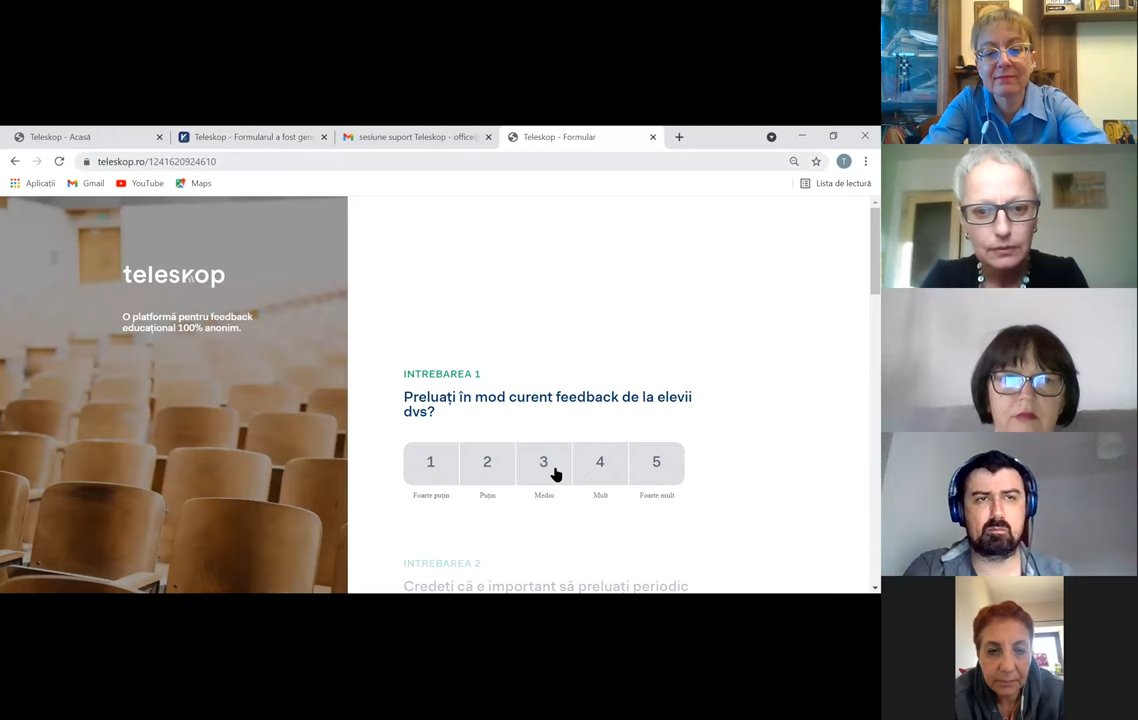 Teleskop - Acasă
Teleskop - Formularul a fost gen
sesiune suport Teleskop - office
Teleskop - Formular
teleskop.ro/1241620924610
T
Aplicații
Gmail
YouTube
Maps
Lista de lectură
teleskop
O platformă pentru feedback
educațional 100% anonim.
INTREBAREA 1
Preluați în mod curent feedback de la elevii
dvs?
1 2 3 4 5
Foarte puțin Puțin Mediu Mult Foarte mult
INTREBAREA 2
Credeți că e important să preluați periodic